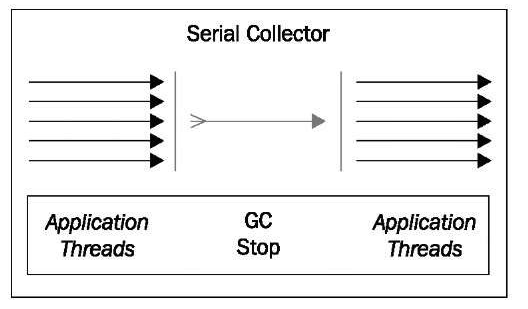 Serial Collector
Application GC Application
Threads Stop Threads